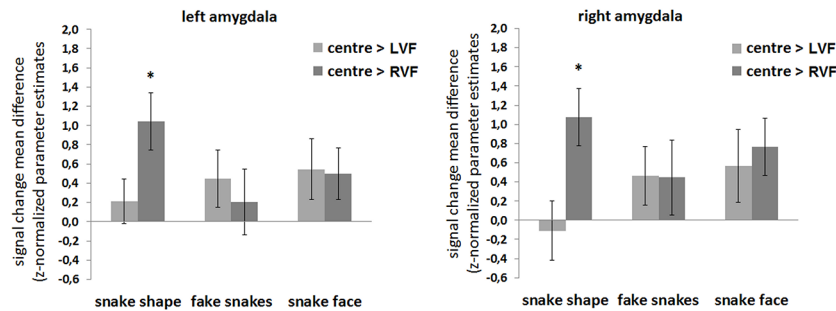 left amygdala
signal change mean difference
(z-normalized parameter estimates)
2,0
1,8
1,6
1,4
1,2
1,0
0,8
0,6
0,4
0,2
0,0
-0,2
-0,4
-0,6
centre > LVF
centre > RVF
*
snake shape fake snakes snake face
right amygdala
signal change mean difference
(z-normalized parameter estimates)
2,0
1,8
1,6
1,4
1,2
1,0
0,8
0,6
0,4
0,2
0,0
-0,2
-0,4
-0,6
centre > LVF
centre > RVF
*
snake shape fake snakes snake face